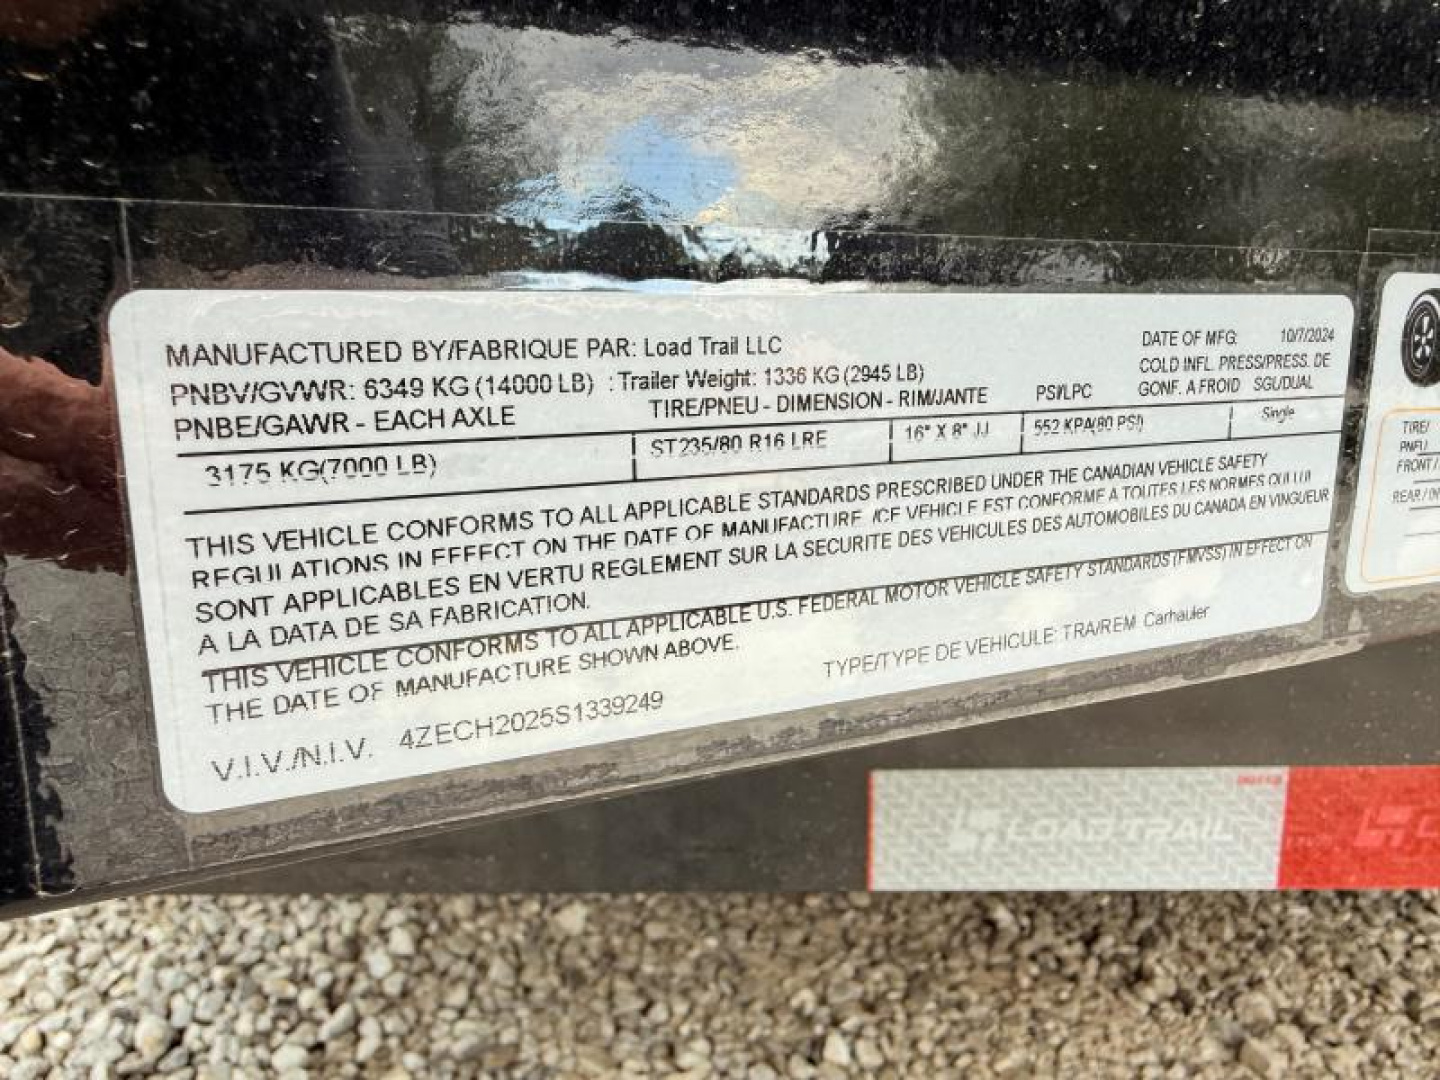 MANUFACTURED BY/FABRIQUE PAR: Load Trail LLC
DATE OF MFG: 10/7/2024
PNBV/GVWR: 6349 KG (14000 LB) : Trailer Weight: 1336 KG (2945 LB)
COLD INFL. PRESS/PRESS. DE
PNBE/GAWR - EACH AXLE TIRE/PNEU - DIMENSION - RIM/JANTE PSI/LPC GONF. A FROID SGL/DUAL
3175 KG(7000 LB) ST235/80 R16 LRE 16" X 8" JJ 552 KPA(80 PSI) Single
THIS VEHICLE CONFORMS TO ALL APPLICABLE STANDARDS PRESCRIBED UNDER THE CANADIAN VEHICLE SAFETY
REGULATIONS IN EFFECT ON THE DATE OF MANUFACTURE ./CE VEHICLE EST CONFORME A TOUTES LES NORMES QUI LUI
SONT APPLICABLES EN VERTU REGLEMENT SUR LA SECURITE DES VEHICULES DES AUTOMOBILES DU CANADA EN VINGUEUR
A LA DATA DE SA FABRICATION.
THIS VEHICLE CONFORMS TO ALL APPLICABLE U.S. FEDERAL MOTOR VEHICLE SAFETY STANDARDS (FMVSS) IN EFFECT ON
THE DATE OF MANUFACTURE SHOWN ABOVE.
V.I.V./N.I.V. 4ZECH2025S1339249 TYPE/TYPE DE VEHICULE: TRA/REM Carhauler
TIRE/
PNEU
FRONT/
REAR/
LOAD TRAIL